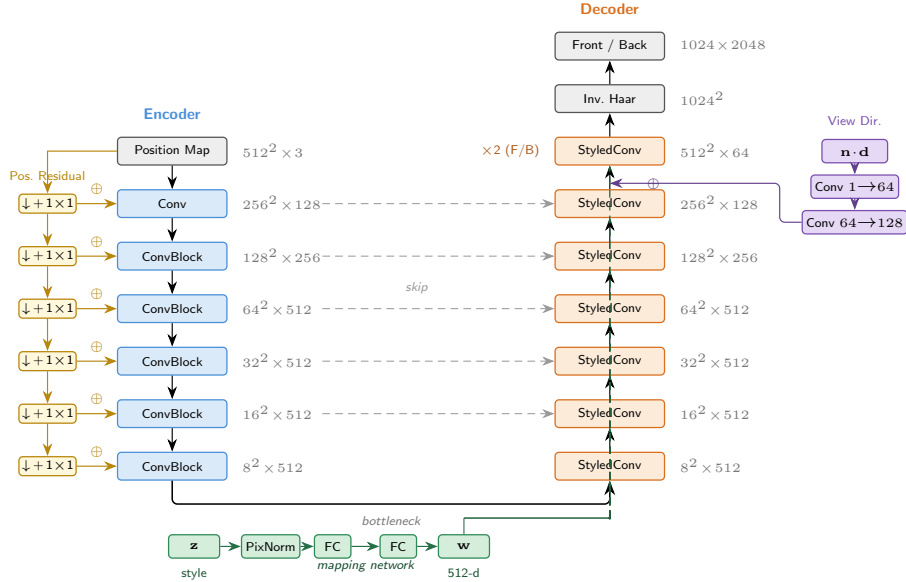 Decoder
Front / Back 1024 × 2048
Inv. Haar 1024²
Encoder
View Dir.
Position Map 512² × 3
×2 (F/B) StyledConv 512² × 64
n · d
Pos. Residual ⊕
⊕
Conv 1→64
↓ + 1×1 Conv 256² × 128
StyledConv 256² × 128
Conv 64→128
↓ + 1×1 ⊕ ConvBlock 128² × 256
StyledConv 128² × 256
skip
↓ + 1×1 ⊕ ConvBlock 64² × 512
StyledConv 64² × 512
↓ + 1×1 ⊕ ConvBlock 32² × 512
StyledConv 32² × 512
↓ + 1×1 ⊕ ConvBlock 16² × 512
StyledConv 16² × 512
↓ + 1×1 ⊕ ConvBlock 8² × 512
StyledConv 8² × 512
bottleneck
z PixNorm FC FC w
mapping network
style
512-d